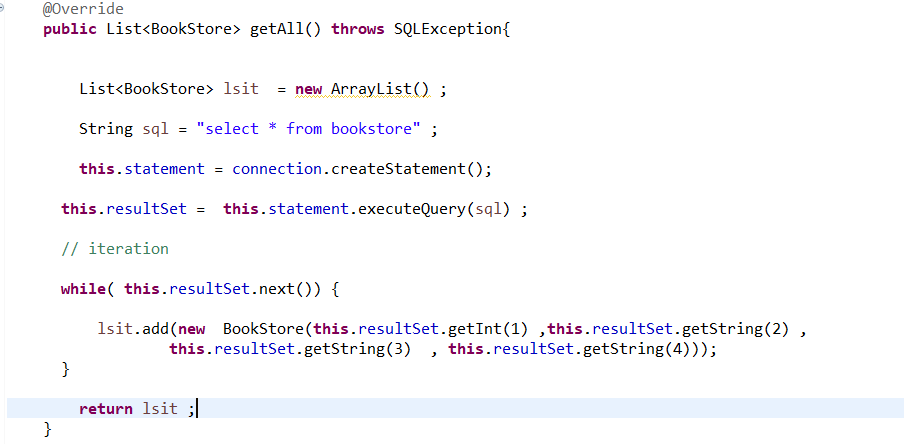 @Override
public List<BookStore> getAll() throws SQLException{
List<BookStore> lsit  = new ArrayList() ;
String sql = "select * from bookstore" ;
this.statement = connection.createStatement();
this.resultSet =  this.statement.executeQuery(sql) ;
// iteration
while( this.resultSet.next()) {
lsit.add(new  BookStore(this.resultSet.getInt(1) ,this.resultSet.getString(2) ,
this.resultSet.getString(3)  , this.resultSet.getString(4)));
}
return lsit ;
}